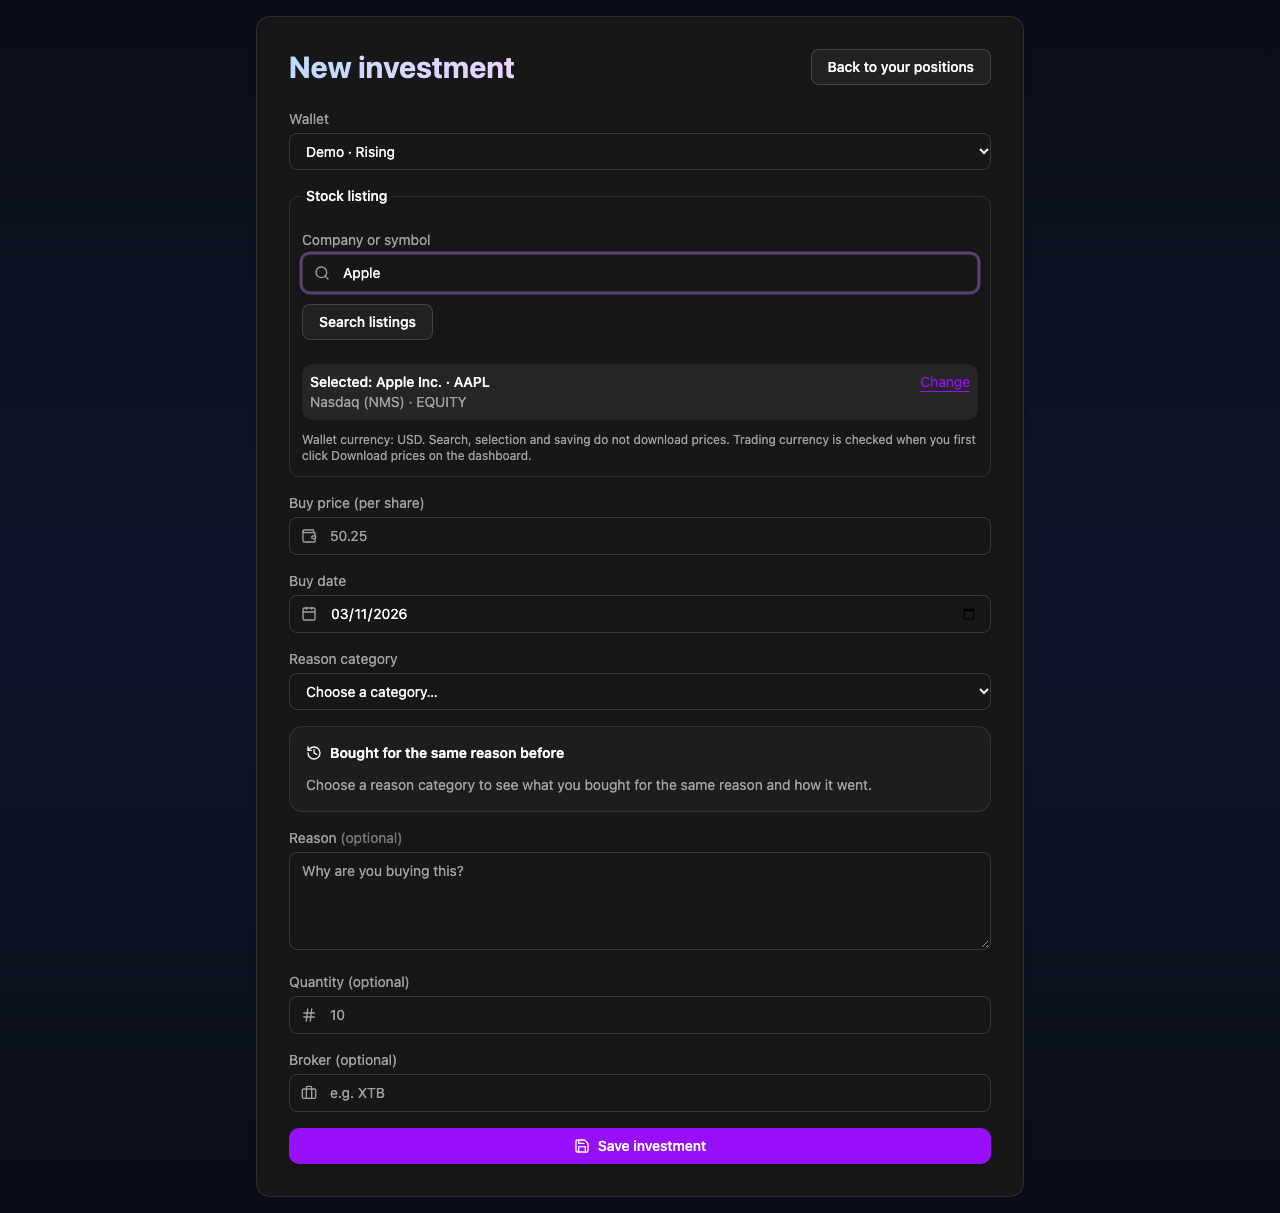 New investment
Back to your positions
Wallet
Demo · Rising
Stock listing
Company or symbol
Apple
Search listings
Selected: Apple Inc. · AAPL
Change
Nasdaq (NMS) · EQUITY
Wallet currency: USD. Search, selection and saving do not download prices. Trading currency is checked when you first
click Download prices on the dashboard.
Buy price (per share)
50.25
Buy date
03/11/2026
Reason category
Choose a category...
Bought for the same reason before
Choose a reason category to see what you bought for the same reason and how it went.
Reason (optional)
Why are you buying this?
Quantity (optional)
10
Broker (optional)
e.g. XTB
Save investment